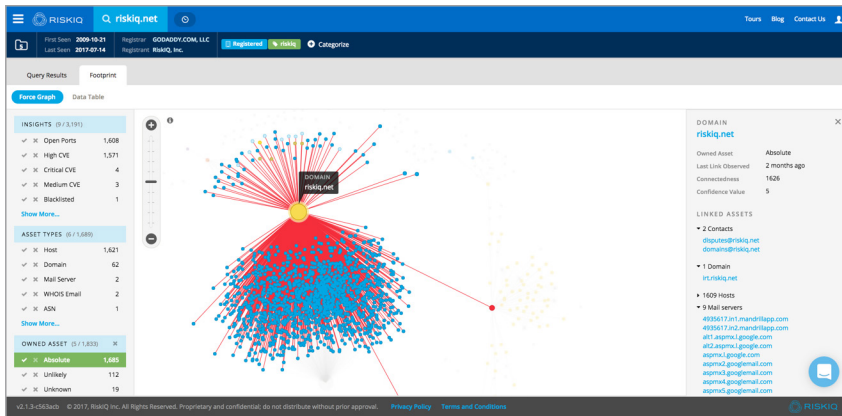 RISKIQ
riskiq.net
Tours Blog Contact Us
First Seen 2009-10-21
Last Seen 2017-07-14
Registrar GODADDY.COM, LLC
Registrant RiskIQ, Inc.
Registered
riskiq
Categorize
Query Results
Footprint
Force Graph
Data Table
INSIGHTS (9 / 3,191)
Open Ports 1,608
High CVE 1,571
Critical CVE 4
Medium CVE 3
Blacklisted 1
Show More...
ASSET TYPES (6 / 1,689)
Host 1,621
Domain 62
Mail Server 2
WHOIS Email 2
ASN 1
Show More...
OWNED ASSET (5 / 1,833)
Absolute 1,685
Unlikely 112
Unknown 19
DOMAIN
riskiq.net
DOMAIN
riskiq.net
Owned Asset Absolute
Last Link Observed 2 months ago
Connectedness 1626
Confidence Value 5
LINKED ASSETS
2 Contacts
disputes@riskiq.net
domains@riskiq.net
1 Domain
irt.riskiq.net
1609 Hosts
9 Mail servers
4935617.in1.mandrillapp.com
4935617.in2.mandrillapp.com
alt1.aspmx.l.google.com
alt2.aspmx.l.google.com
aspmx.l.google.com
aspmx2.googlemail.com
aspmx3.googlemail.com
aspmx4.googlemail.com
aspmx5.googlemail.com
v2.1.3-c563acb © 2017, RiskIQ Inc. All Rights Reserved. Proprietary and confidential; do not distribute without prior approval. Privacy Policy Terms and Conditions
RISKIQ